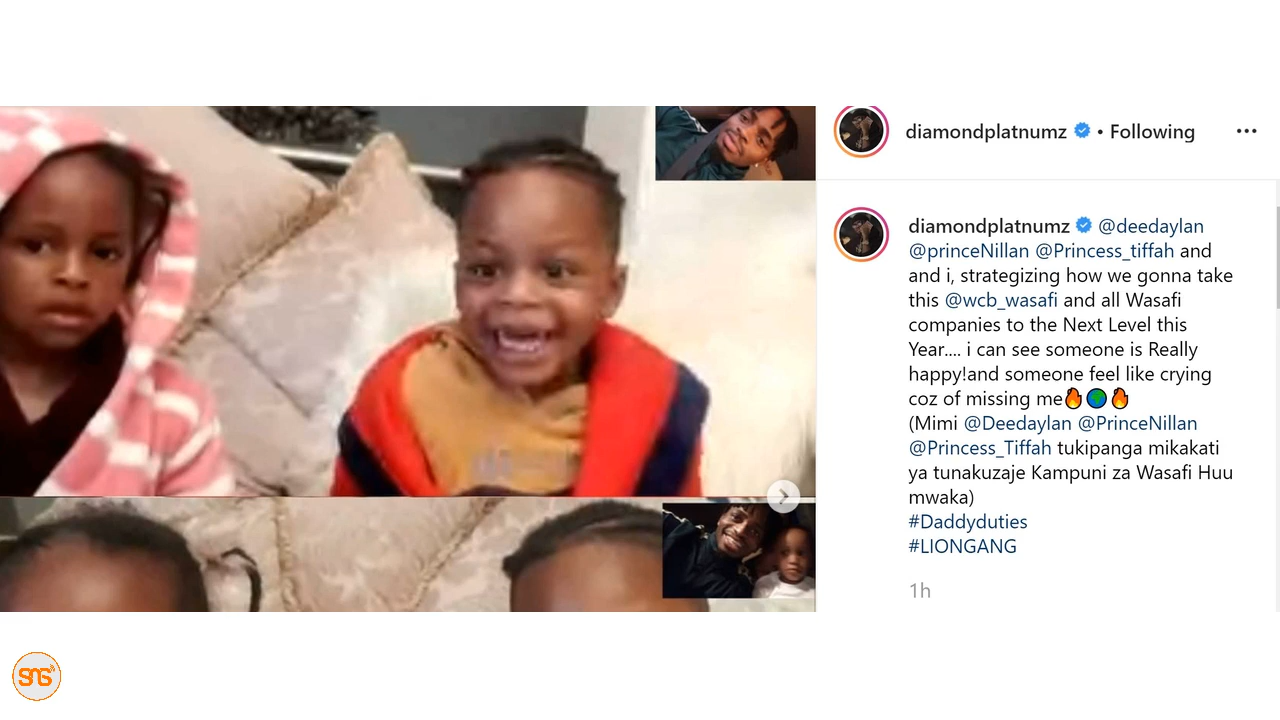 diamondplatnumz • Following •••
diamondplatnumz @deedaylan
@princeNillan @Princess_tiffah and
and i, strategizing how we gonna take
this @wcb_wasafi and all Wasafi
companies to the Next Level this
Year.... i can see someone is Really
happy!and someone feel like crying
coz of missing me🔥🌍🔥
(Mimi @Deedaylan @PrinceNillan
@Princess_Tiffah tukipanga mikakati
ya tunakuzaje Kampuni za Wasafi Huu
mwaka)
#Daddyduties
#LIONGANG
1h
SNS